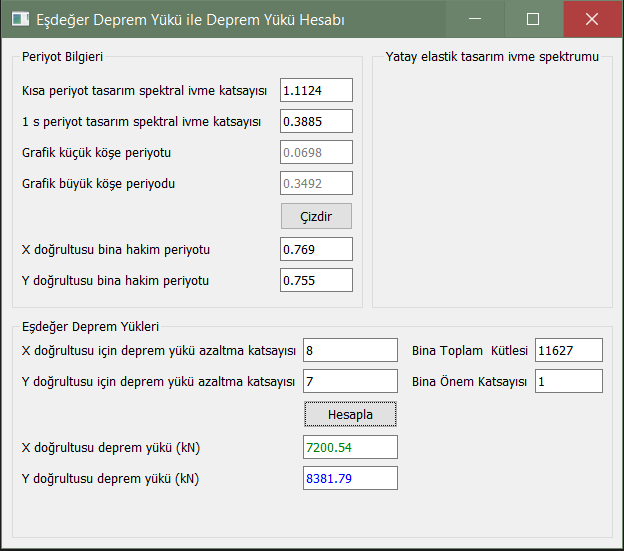 Eşdeğer Deprem Yükü ile Deprem Yükü Hesabı
Periyot Bilgieri
Kısa periyot tasarım spektral ivme katsayısı 1.1124
1 s periyot tasarım spektral ivme katsayısı 0.3885
Grafik küçük köşe periyotu 0.0698
Grafik büyük köşe periyodu 0.3492
Çizdir
X doğrultusu bina hakim periyotu 0.769
Y doğrultusu bina hakim periyotu 0.755
Yatay elastik tasarım ivme spektrumu
Eşdeğer Deprem Yükleri
X doğrultusu için deprem yükü azaltma katsayısı 8 Bina Toplam Kütlesi 11627
Y doğrultusu için deprem yükü azaltma katsayısı 7 Bina Önem Katsayısı 1
Hesapla
X doğrultusu deprem yükü (kN) 7200.54
Y doğrultusu deprem yükü (kN) 8381.79